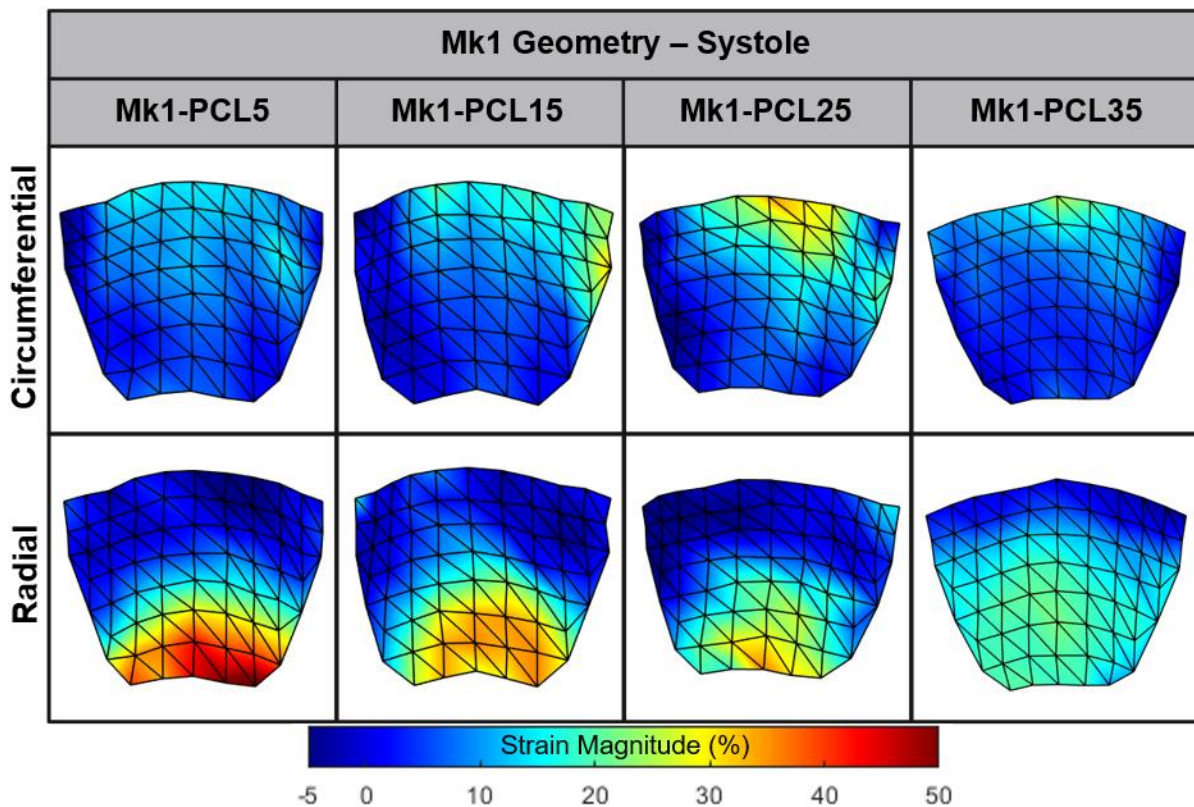 Mk1 Geometry – Systole
Mk1-PCL5
Mk1-PCL15
Mk1-PCL25
Mk1-PCL35
Circumferential
Radial
Strain Magnitude (%)
-5 0 10 20 30 40 50